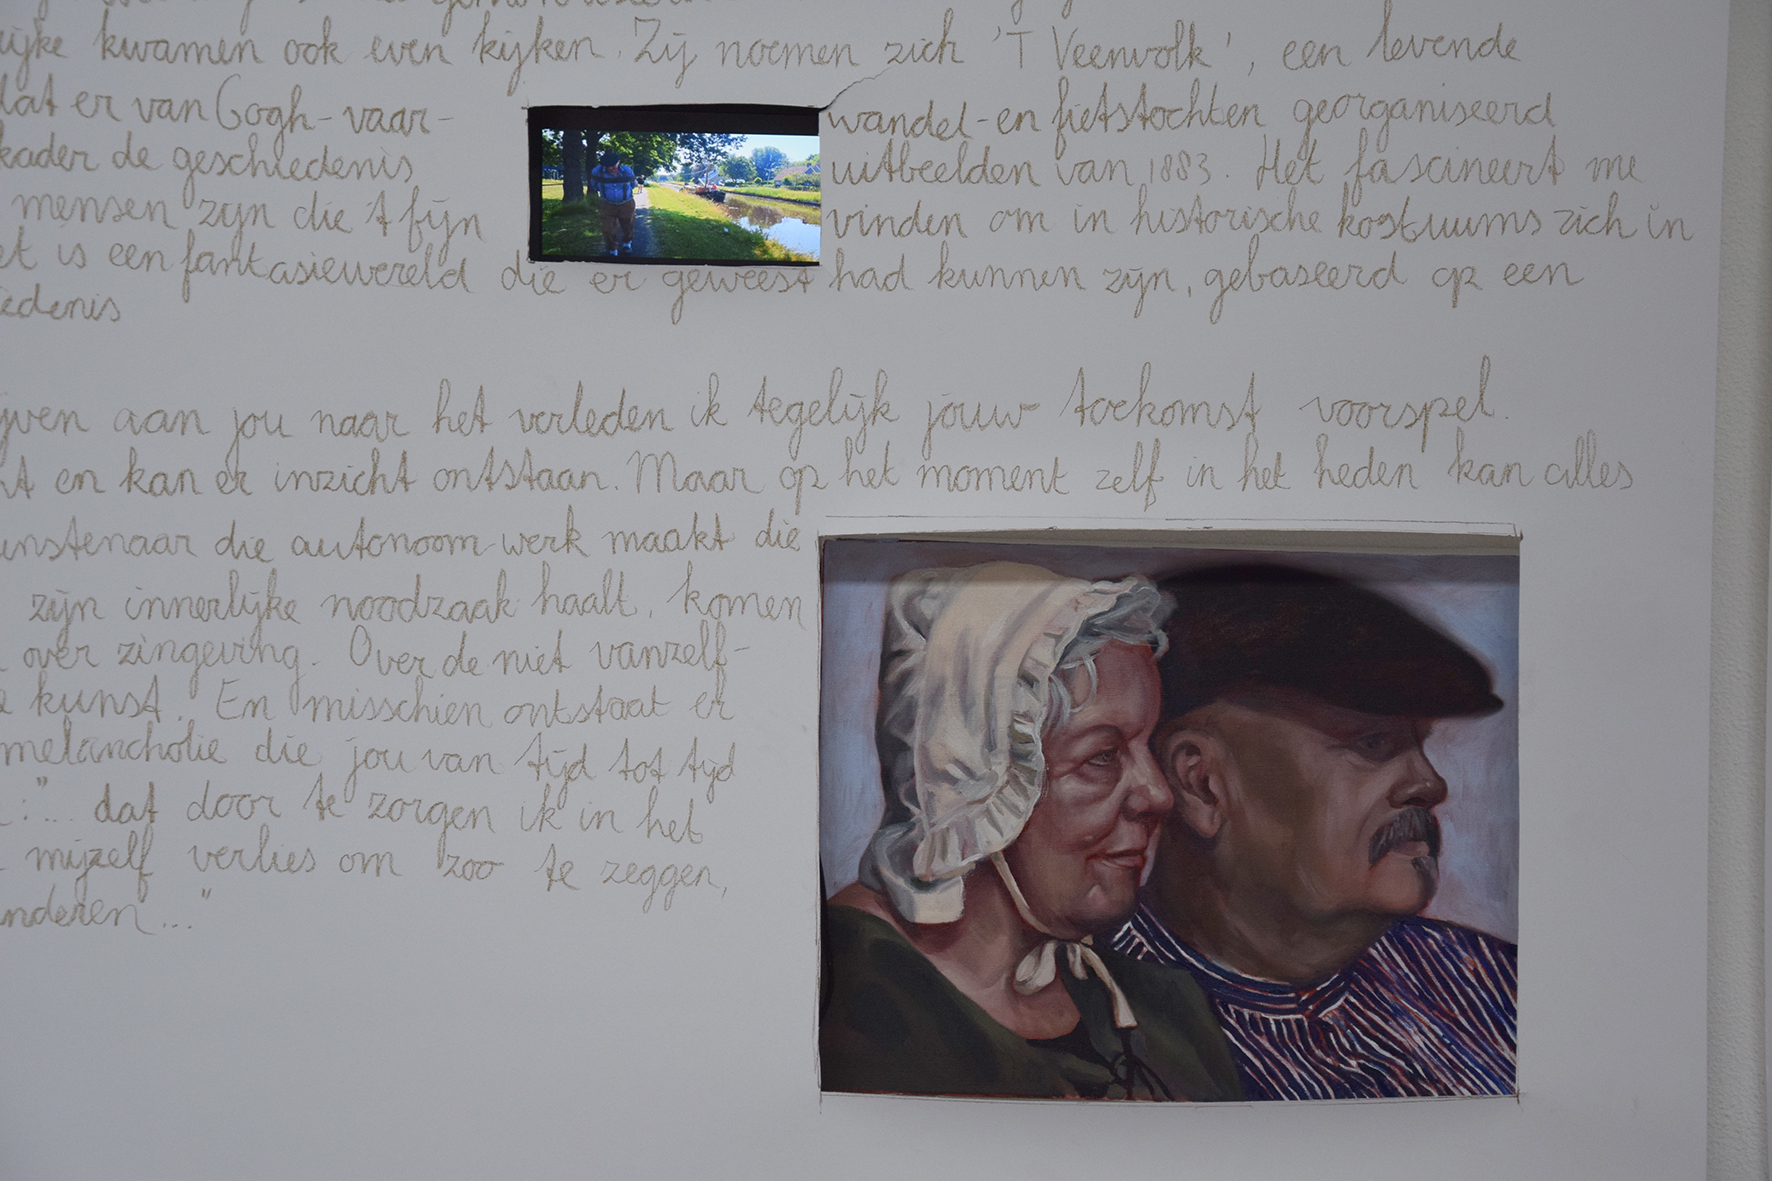 kwamen ook even kijken. Zij noemen zich 'T Veenvolk', een levende
dat er van Gogh-vaar- wandel-en fietstochten georganiseerd
kader de geschiedenis uitbeelden van 1883. Het fascineert me
mensen zijn die 't fijn vinden om in historische kostuums zich in
is een fantasiewereld die er geweest had kunnen zijn, gebaseerd op een
aan jou naar het verleden ik tegelijk jouw toekomst voorspel.
en kan er inzicht ontstaan. Maar op het moment zelf in het heden kan alles
die autonoom werk maakt die
zijn innerlijke noodzaak haalt, komen
over zingeving. Over de niet vanzelf-
kunst. En misschien ontstaat er
melancholie die jou van tijd tot tijd
:"... dat door te zorgen ik in het
mijzelf verlies om zoo te zeggen,
..."